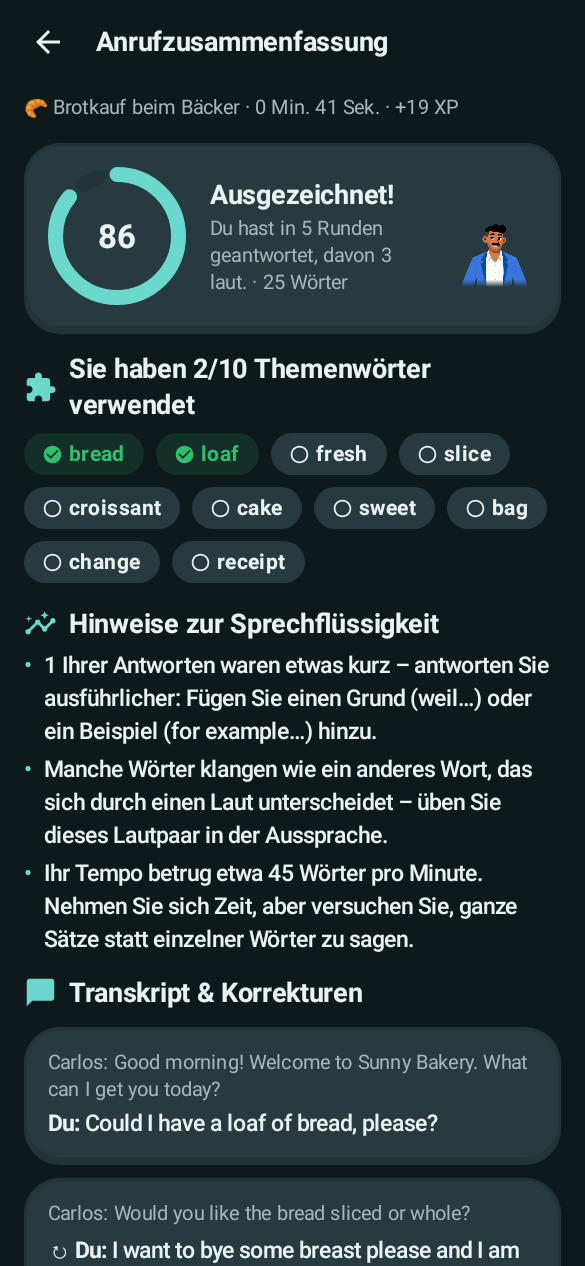 Anrufzusammenfassung
🥐 Brotkauf beim Bäcker · 0 Min. 41 Sek. · +19 XP
86
Ausgezeichnet!
Du hast in 5 Runden
geantwortet, davon 3
laut. · 25 Wörter
Sie haben 2/10 Themenwörter
verwendet
bread
loaf
fresh
slice
croissant
cake
sweet
bag
change
receipt
Hinweise zur Sprechflüssigkeit
• 1 Ihrer Antworten waren etwas kurz – antworten Sie
ausführlicher: Fügen Sie einen Grund (weil…) oder
ein Beispiel (for example…) hinzu.
• Manche Wörter klangen wie ein anderes Wort, das
sich durch einen Laut unterscheidet – üben Sie
dieses Lautpaar in der Aussprache.
• Ihr Tempo betrug etwa 45 Wörter pro Minute.
Nehmen Sie sich Zeit, aber versuchen Sie, ganze
Sätze statt einzelner Wörter zu sagen.
Transkript & Korrekturen
Carlos: Good morning! Welcome to Sunny Bakery. What
can I get you today?
Du: Could I have a loaf of bread, please?
Carlos: Would you like the bread sliced or whole?
↻ Du: I want to bye some breast please and I am